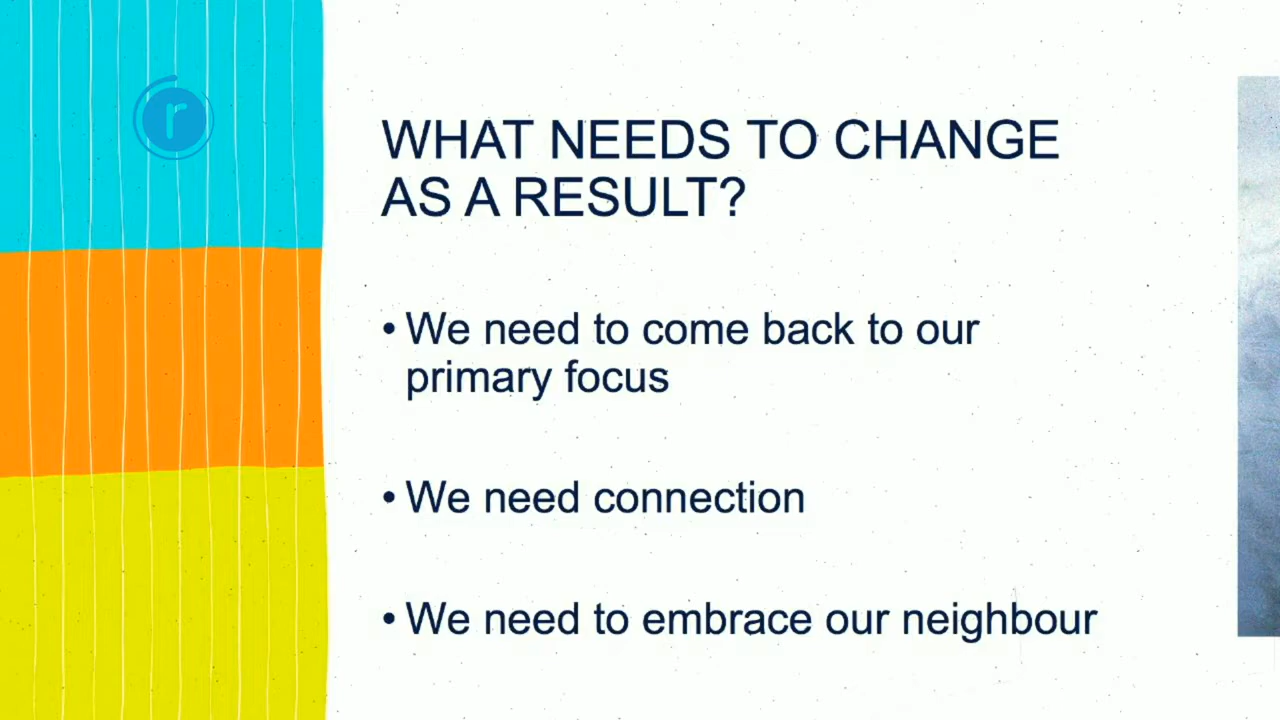 r
WHAT NEEDS TO CHANGE
AS A RESULT?
• We need to come back to our
primary focus
• We need connection
• We need to embrace our neighbour